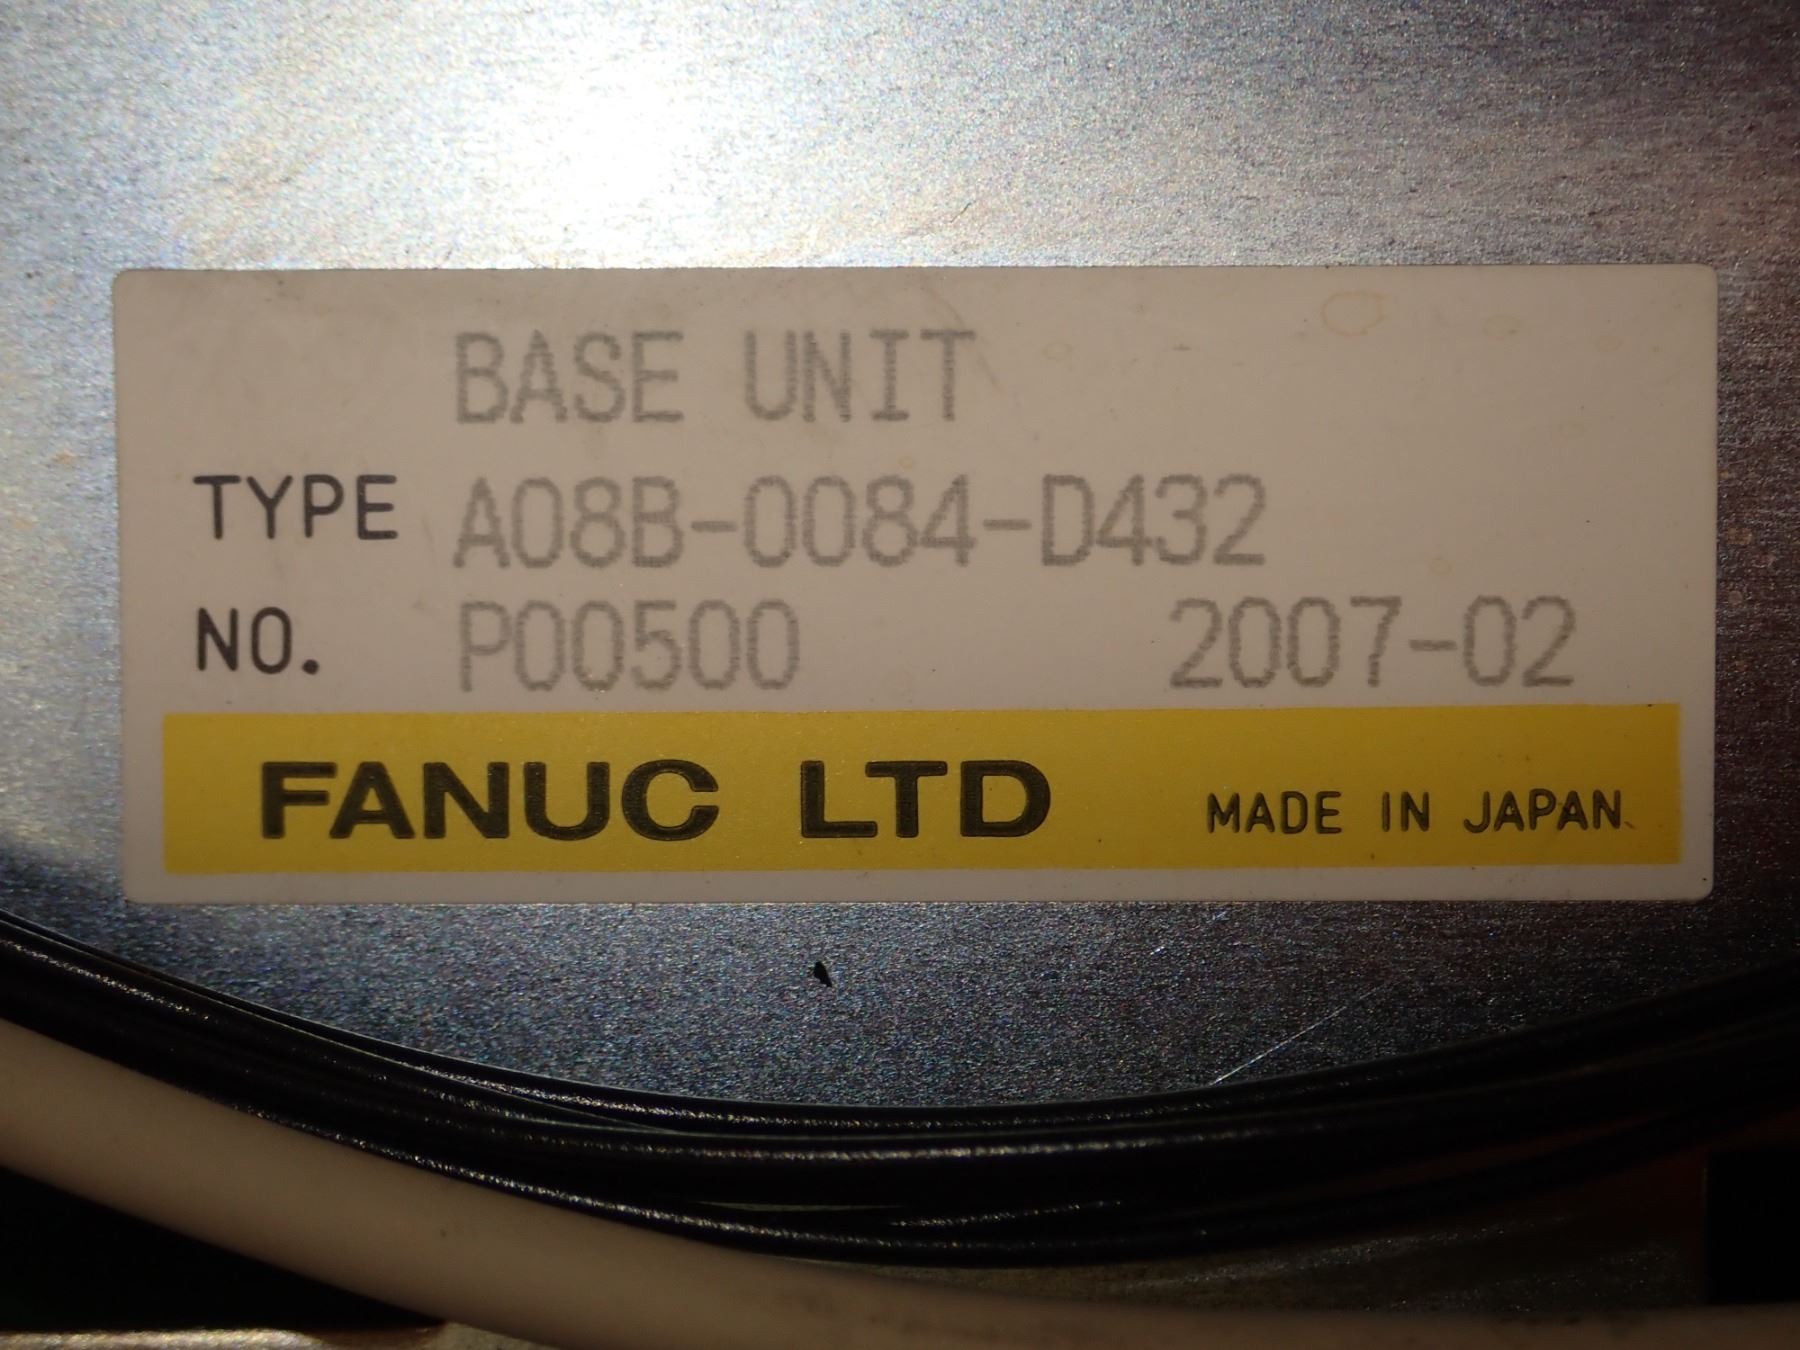 BASE UNIT
TYPE A08B-0084-D432
NO. P00500 2007-02
FANUC LTD MADE IN JAPAN